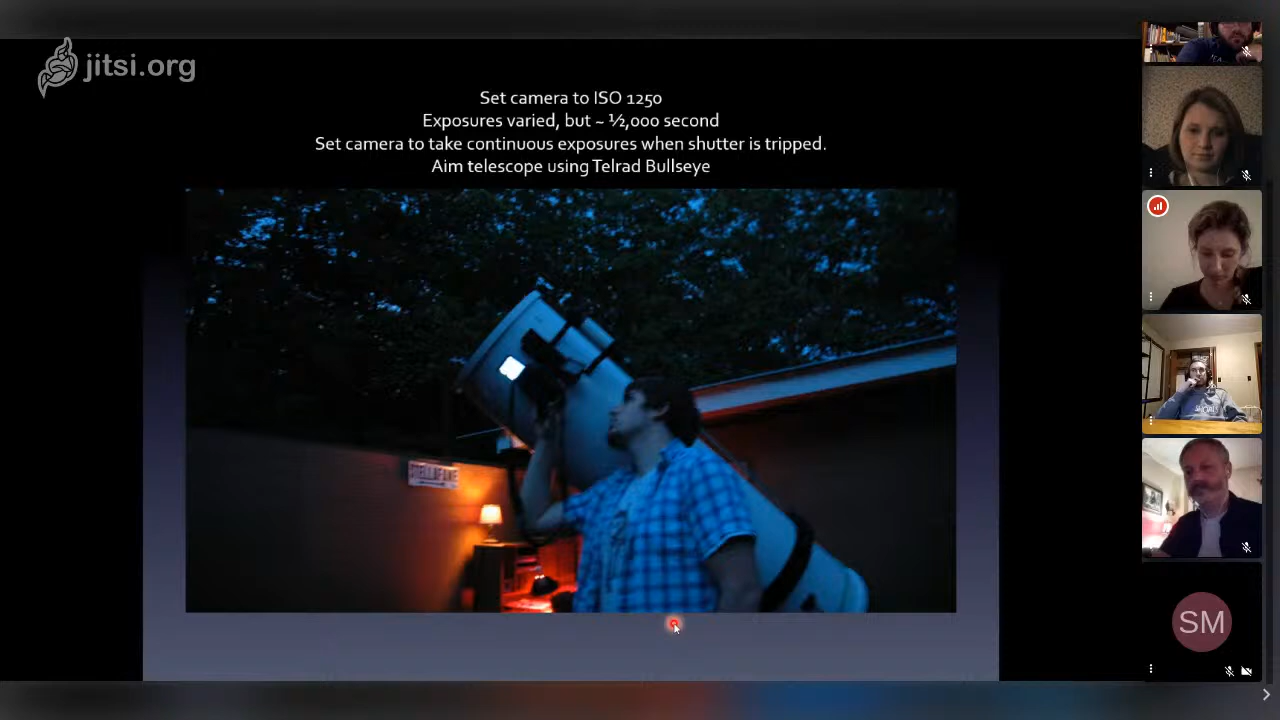 jitsi.org
Set camera to ISO 1250
Exposures varied, but ~ ½,000 second
Set camera to take continuous exposures when shutter is tripped.
Aim telescope using Telrad Bullseye
STELLAFANE
SM